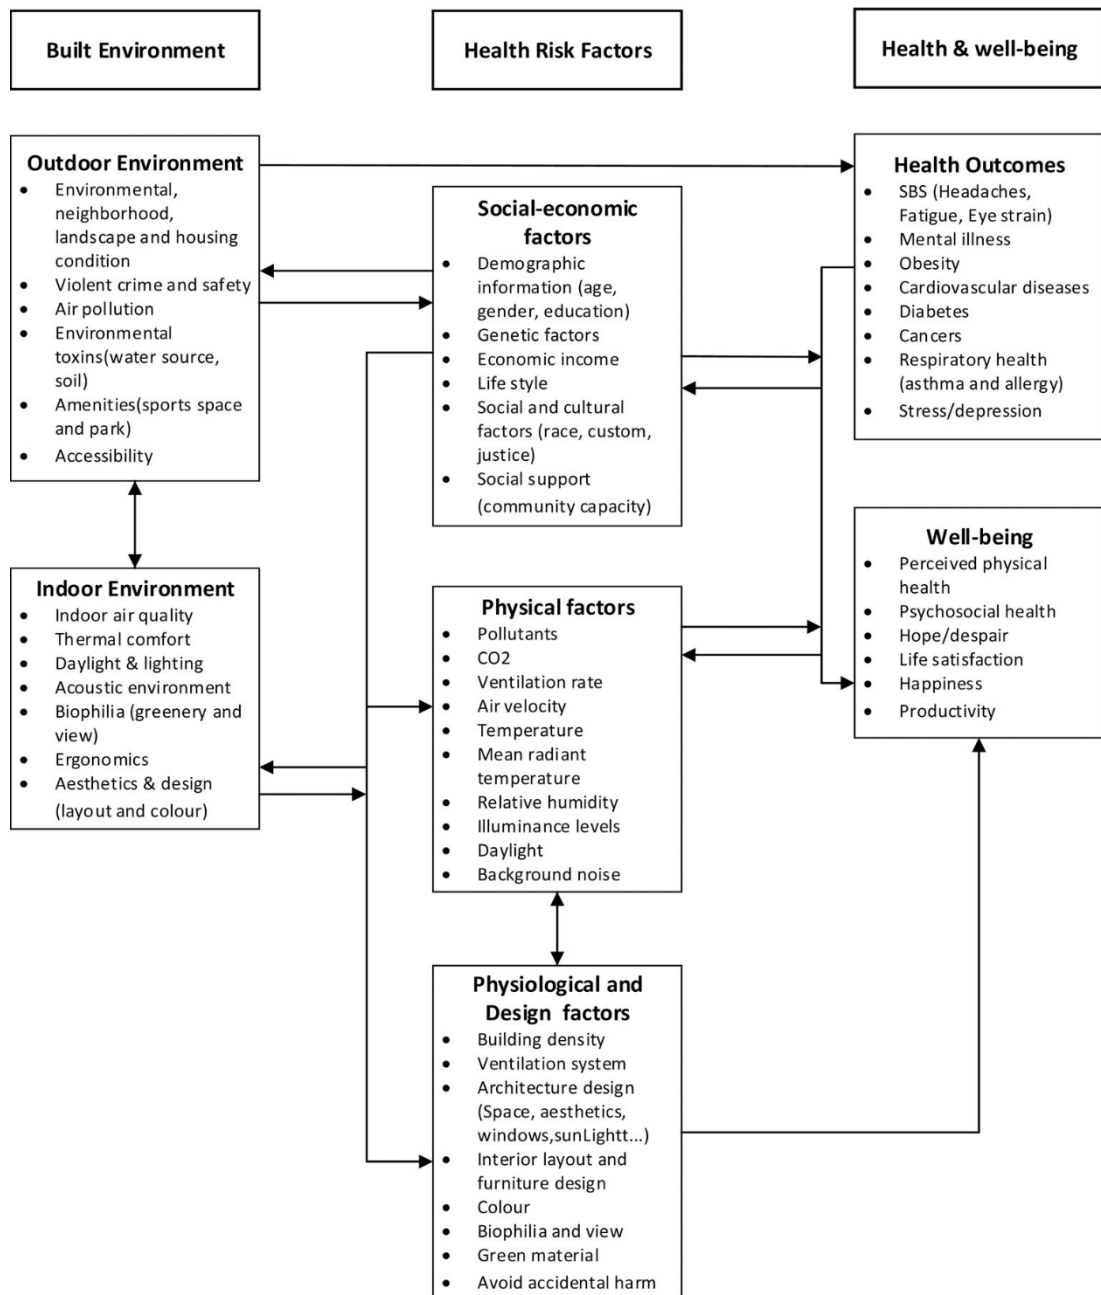 Built Environment
Health Risk Factors
Health & well-being
Outdoor Environment
• Environmental,
neighborhood,
landscape and housing
condition
• Violent crime and safety
• Air pollution
• Environmental
toxins(water source,
soil)
• Amenities(sports space
and park)
• Accessibility
Indoor Environment
• Indoor air quality
• Thermal comfort
• Daylight & lighting
• Acoustic environment
• Biophilia (greenery and
view)
• Ergonomics
• Aesthetics & design
(layout and colour)
Social-economic
factors
• Demographic
information (age,
gender, education)
• Genetic factors
• Economic income
• Life style
• Social and cultural
factors (race, custom,
justice)
• Social support
(community capacity)
Physical factors
• Pollutants
• CO2
• Ventilation rate
• Air velocity
• Temperature
• Mean radiant
temperature
• Relative humidity
• Illuminance levels
• Daylight
• Background noise
Physiological and
Design factors
• Building density
• Ventilation system
• Architecture design
(Space, aesthetics,
windows,sunLightt...)
• Interior layout and
furniture design
• Colour
• Biophilia and view
• Green material
• Avoid accidental harm
Health Outcomes
• SBS (Headaches,
Fatigue, Eye strain)
• Mental illness
• Obesity
• Cardiovascular diseases
• Diabetes
• Cancers
• Respiratory health
(asthma and allergy)
• Stress/depression
Well-being
• Perceived physical
health
• Psychosocial health
• Hope/despair
• Life satisfaction
• Happiness
• Productivity